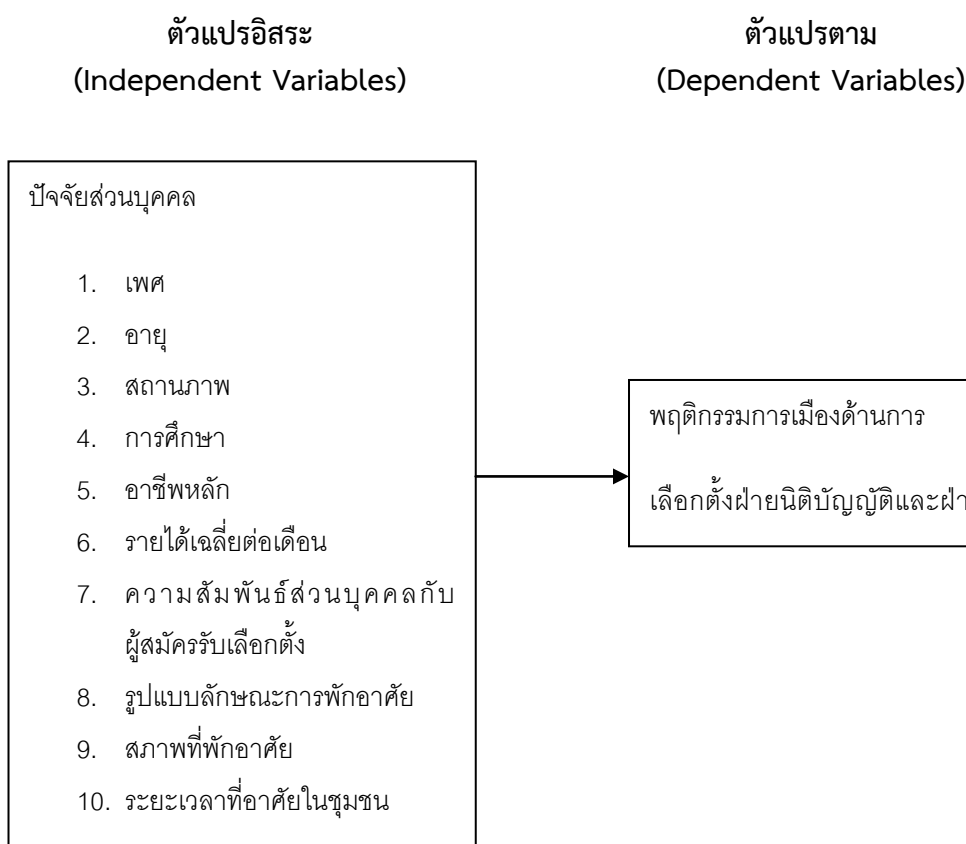 ตัวแปรอิสระ
(Independent Variables)
ตัวแปรตาม
(Dependent Variables)
ปัจจัยส่วนบุคคล
1. เพศ
2. อายุ
3. สถานภาพ
4. การศึกษา
5. อาชีพหลัก
6. รายได้เฉลี่ยต่อเดือน
7. ความสัมพันธ์ส่วนบุคคลกับ
ผู้สมัครรับเลือกตั้ง
8. รูปแบบลักษณะการพักอาศัย
9. สภาพที่พักอาศัย
10. ระยะเวลาที่อาศัยในชุมชน
พฤติกรรมการเมืองด้านการ
เลือกตั้งฝ่ายนิติบัญญัติและ